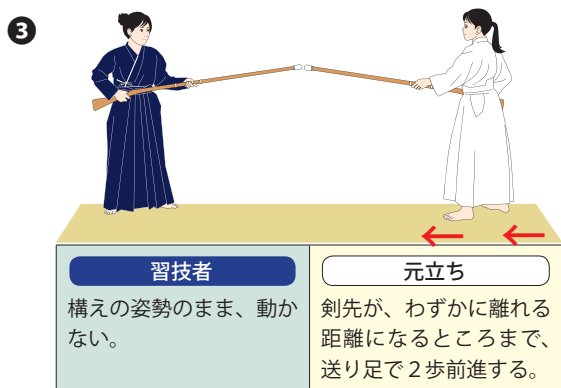 ❸
習技者
構えの姿勢のまま、動か
ない。
元立ち
剣先が、わずかに離れる
距離になるところまで、
送り足で２歩前進する。